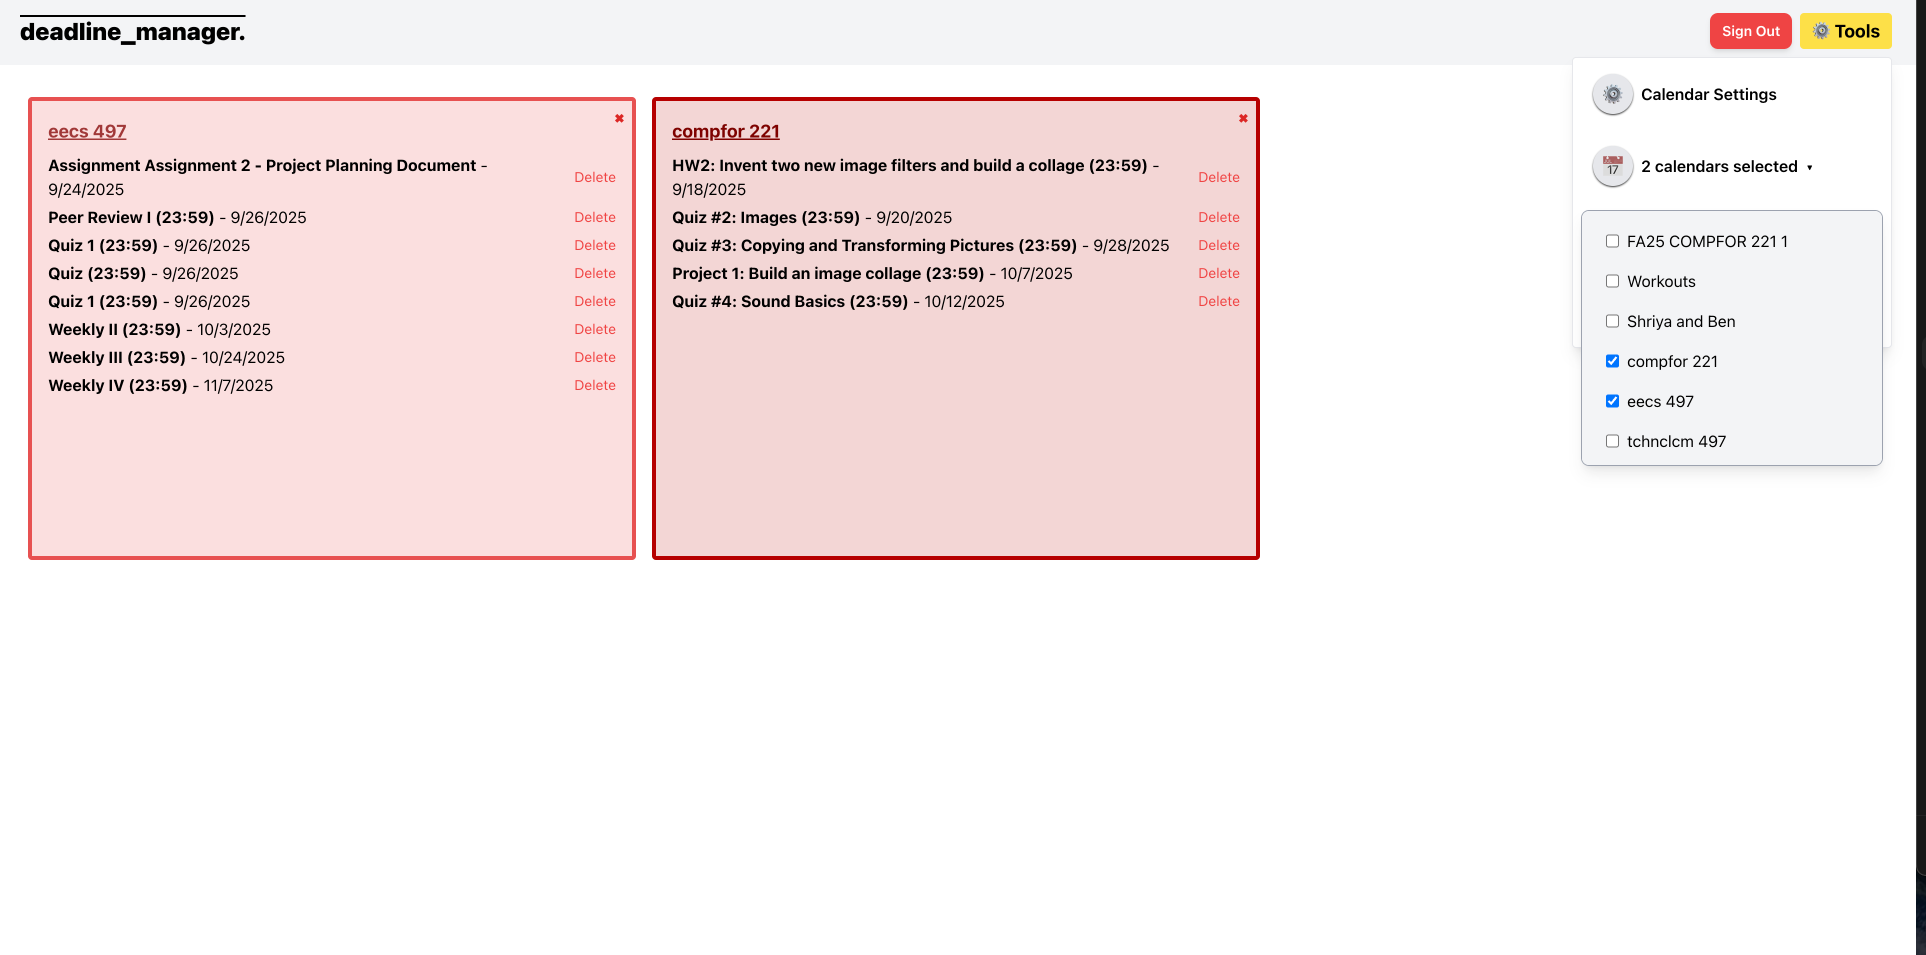 deadline_manager.
Sign Out
Tools
eecs 497
Assignment Assignment 2 - Project Planning Document -
9/24/2025
Delete
Peer Review I (23:59) - 9/26/2025
Delete
Quiz 1 (23:59) - 9/26/2025
Delete
Quiz (23:59) - 9/26/2025
Delete
Quiz 1 (23:59) - 9/26/2025
Delete
Weekly II (23:59) - 10/3/2025
Delete
Weekly III (23:59) - 10/24/2025
Delete
Weekly IV (23:59) - 11/7/2025
Delete
compfor 221
HW2: Invent two new image filters and build a collage (23:59) -
9/18/2025
Delete
Quiz #2: Images (23:59) - 9/20/2025
Delete
Quiz #3: Copying and Transforming Pictures (23:59) - 9/28/2025
Delete
Project 1: Build an image collage (23:59) - 10/7/2025
Delete
Quiz #4: Sound Basics (23:59) - 10/12/2025
Delete
Calendar Settings
17
2 calendars selected
FA25 COMPFOR 221 1
Workouts
Shriya and Ben
compfor 221
eecs 497
tchnclcm 497